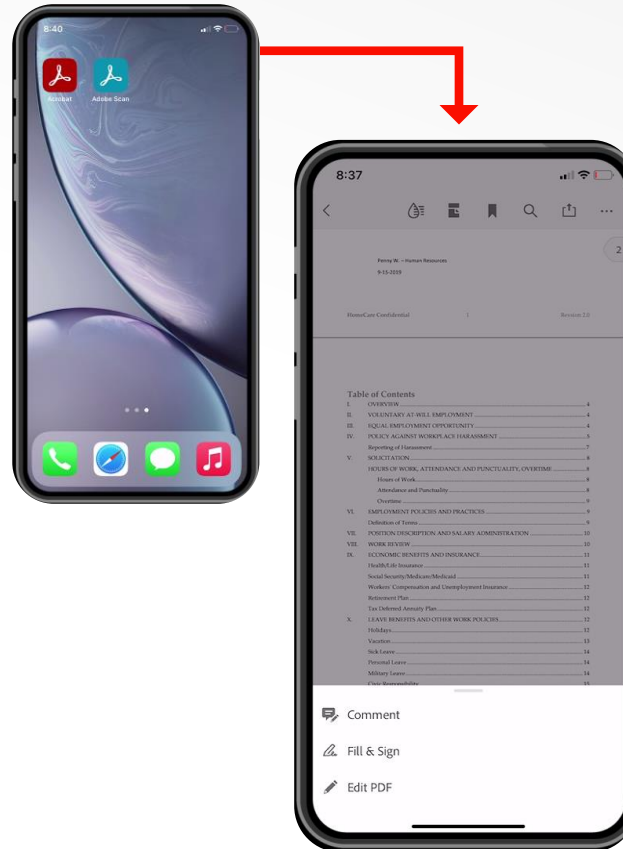 8:40
Acrobat
Adobe Scan
8:37
2
Penny W. – Human Resources
9-13-2019
HomeCare Confidential 1 Revision 2.0
Table of Contents
I. OVERVIEW 4
II. VOLUNTARY AT-WILL EMPLOYMENT 4
III. EQUAL EMPLOYMENT OPPORTUNITY 4
IV. POLICY AGAINST WORKPLACE HARASSMENT 5
Reporting of Harassment 7
V. SOLICITATION 8
HOURS OF WORK, ATTENDANCE AND PUNCTUALITY, OVERTIME 8
Hours of Work 8
Attendance and Punctuality 8
Overtime 9
VI. EMPLOYMENT POLICIES AND PRACTICES 9
Definition of Terms 9
VII. POSITION DESCRIPTION AND SALARY ADMINISTRATION 10
VIII. WORK REVIEW 10
IX. ECONOMIC BENEFITS AND INSURANCE 11
Health/Life Insurance 11
Social Security/Medicare/Medicaid 11
Workers' Compensation and Unemployment Insurance 12
Retirement Plan 12
Tax Deferred Annuity Plan 12
X. LEAVE BENEFITS AND OTHER WORK POLICIES 12
Holidays 12
Vacation 13
Sick Leave 14
Personal Leave 14
Military Leave 14
Civic Responsibility 15
Comment
Fill & Sign
Edit PDF